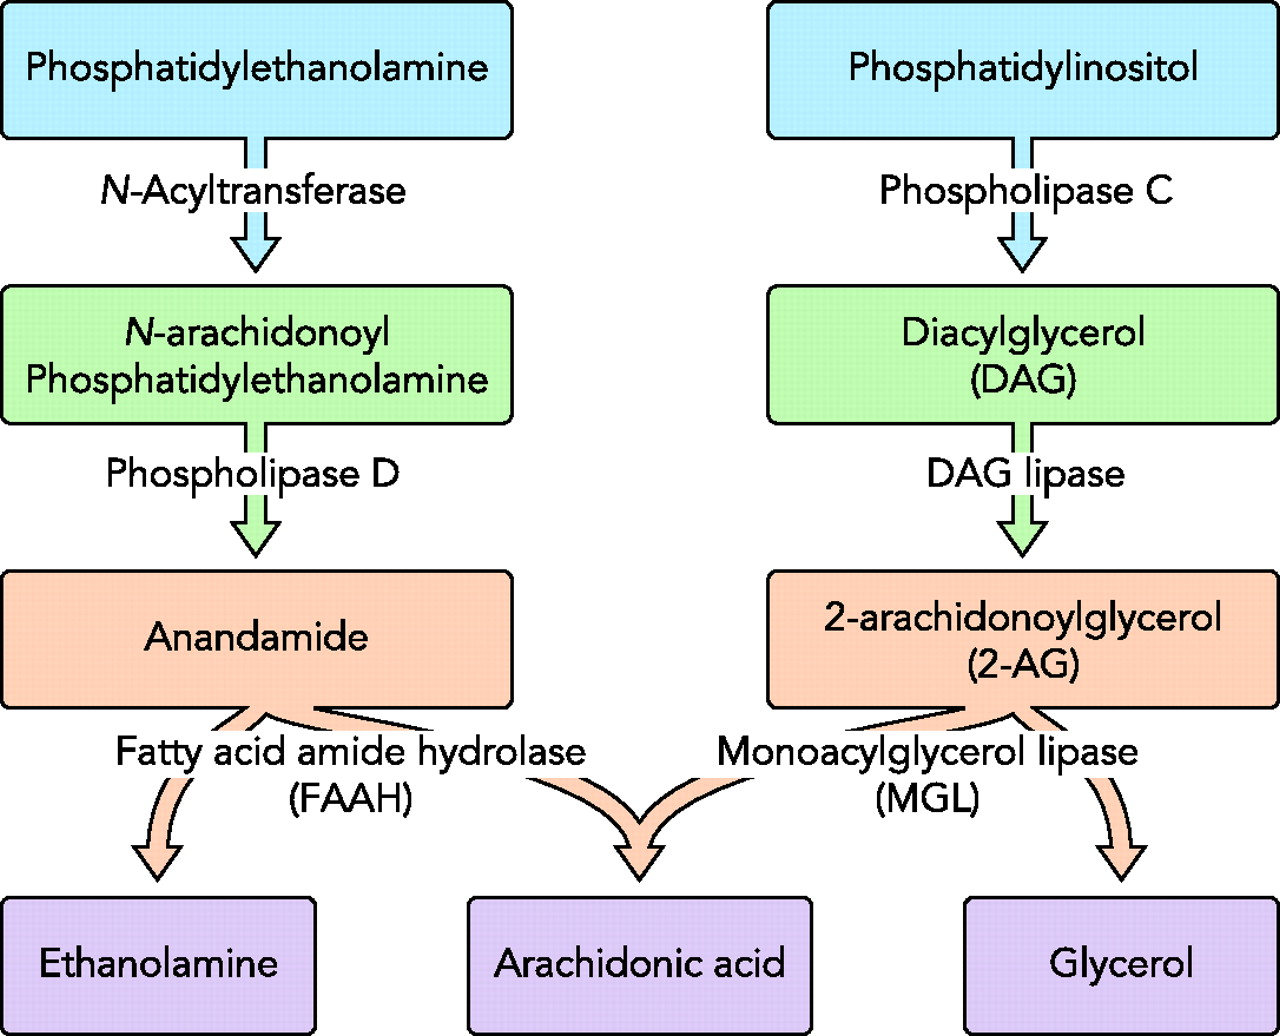 Phosphatidylethanolamine
Phosphatidylinositol
N-Acyltransferase
Phospholipase C
N-arachidonoyl
Phosphatidylethanolamine
Diacylglycerol
(DAG)
Phospholipase D
DAG lipase
Anandamide
2-arachidonoylglycerol
(2-AG)
Fatty acid amide hydrolase
(FAAH)
Monoacylglycerol lipase
(MGL)
Ethanolamine
Arachidonic acid
Glycerol